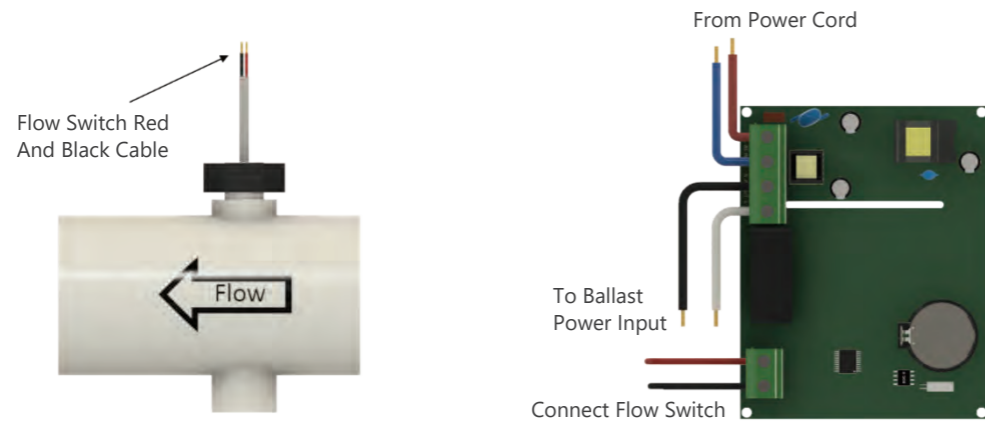 From Power Cord
Flow Switch Red
And Black Cable
Flow
To Ballast
Power Input
Connect Flow Switch